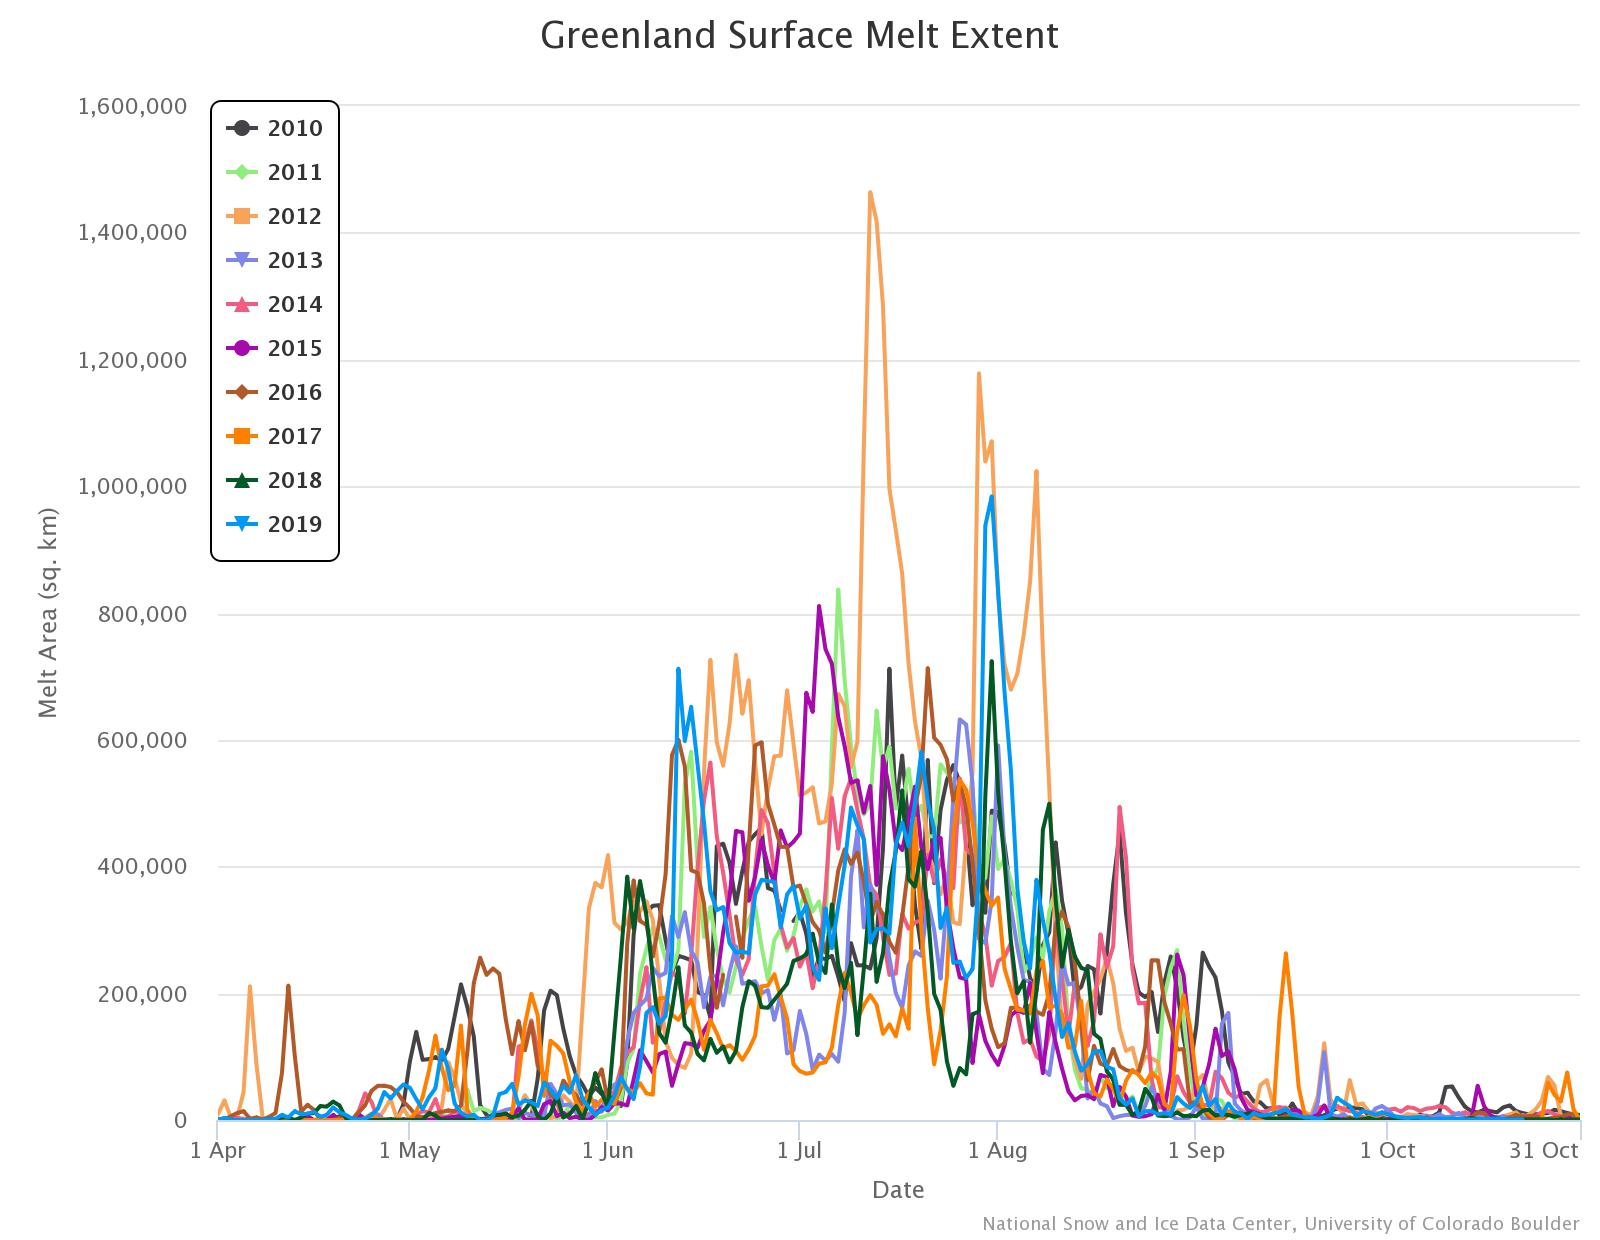 Greenland Surface Melt Extent
1,600,000
1,400,000
1,200,000
1,000,000
800,000
600,000
400,000
200,000
0
Melt Area (sq. km)
2010
2011
2012
2013
2014
2015
2016
2017
2018
2019
1 Apr
1 May
1 Jun
1 Jul
1 Aug
1 Sep
1 Oct
31 Oct
Date
National Snow and Ice Data Center, University of Colorado Boulder